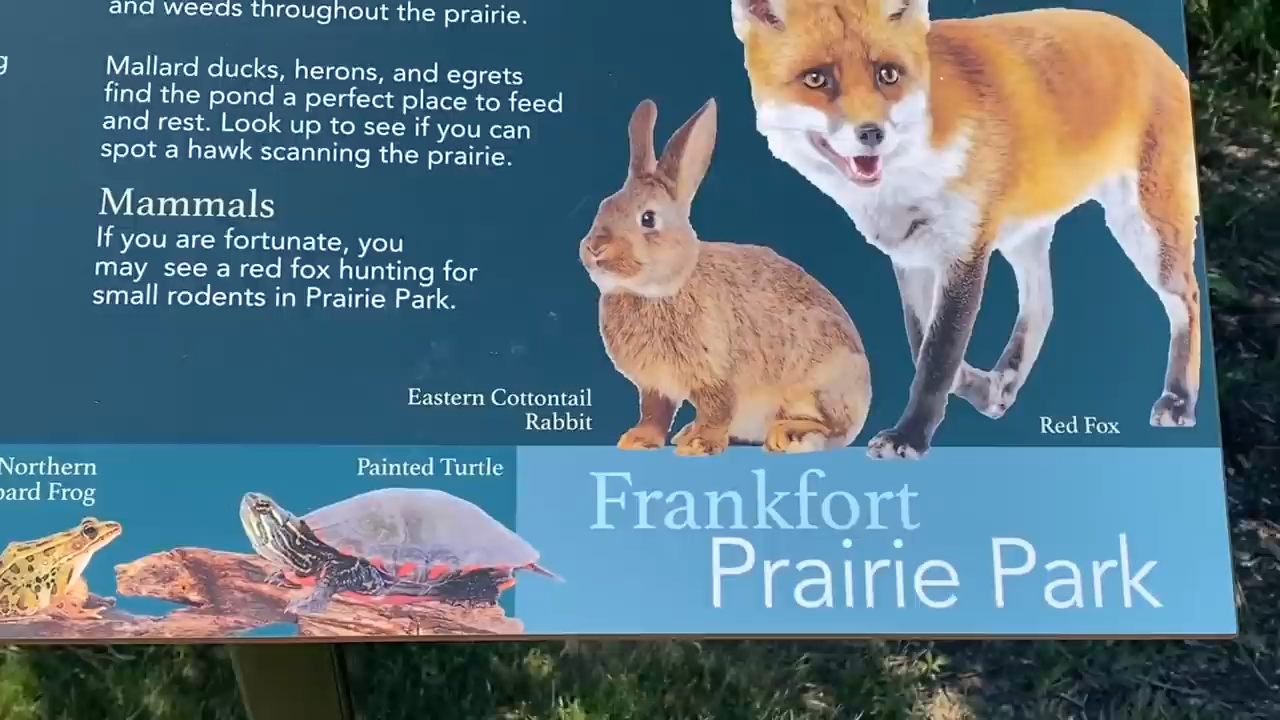 and weeds throughout the prairie.
Mallard ducks, herons, and egrets
find the pond a perfect place to feed
and rest. Look up to see if you can
spot a hawk scanning the prairie.
Mammals
If you are fortunate, you
may see a red fox hunting for
small rodents in Prairie Park.
Eastern Cottontail
Rabbit
Red Fox
Northern
Frog
Painted Turtle
Frankfort
Prairie Park